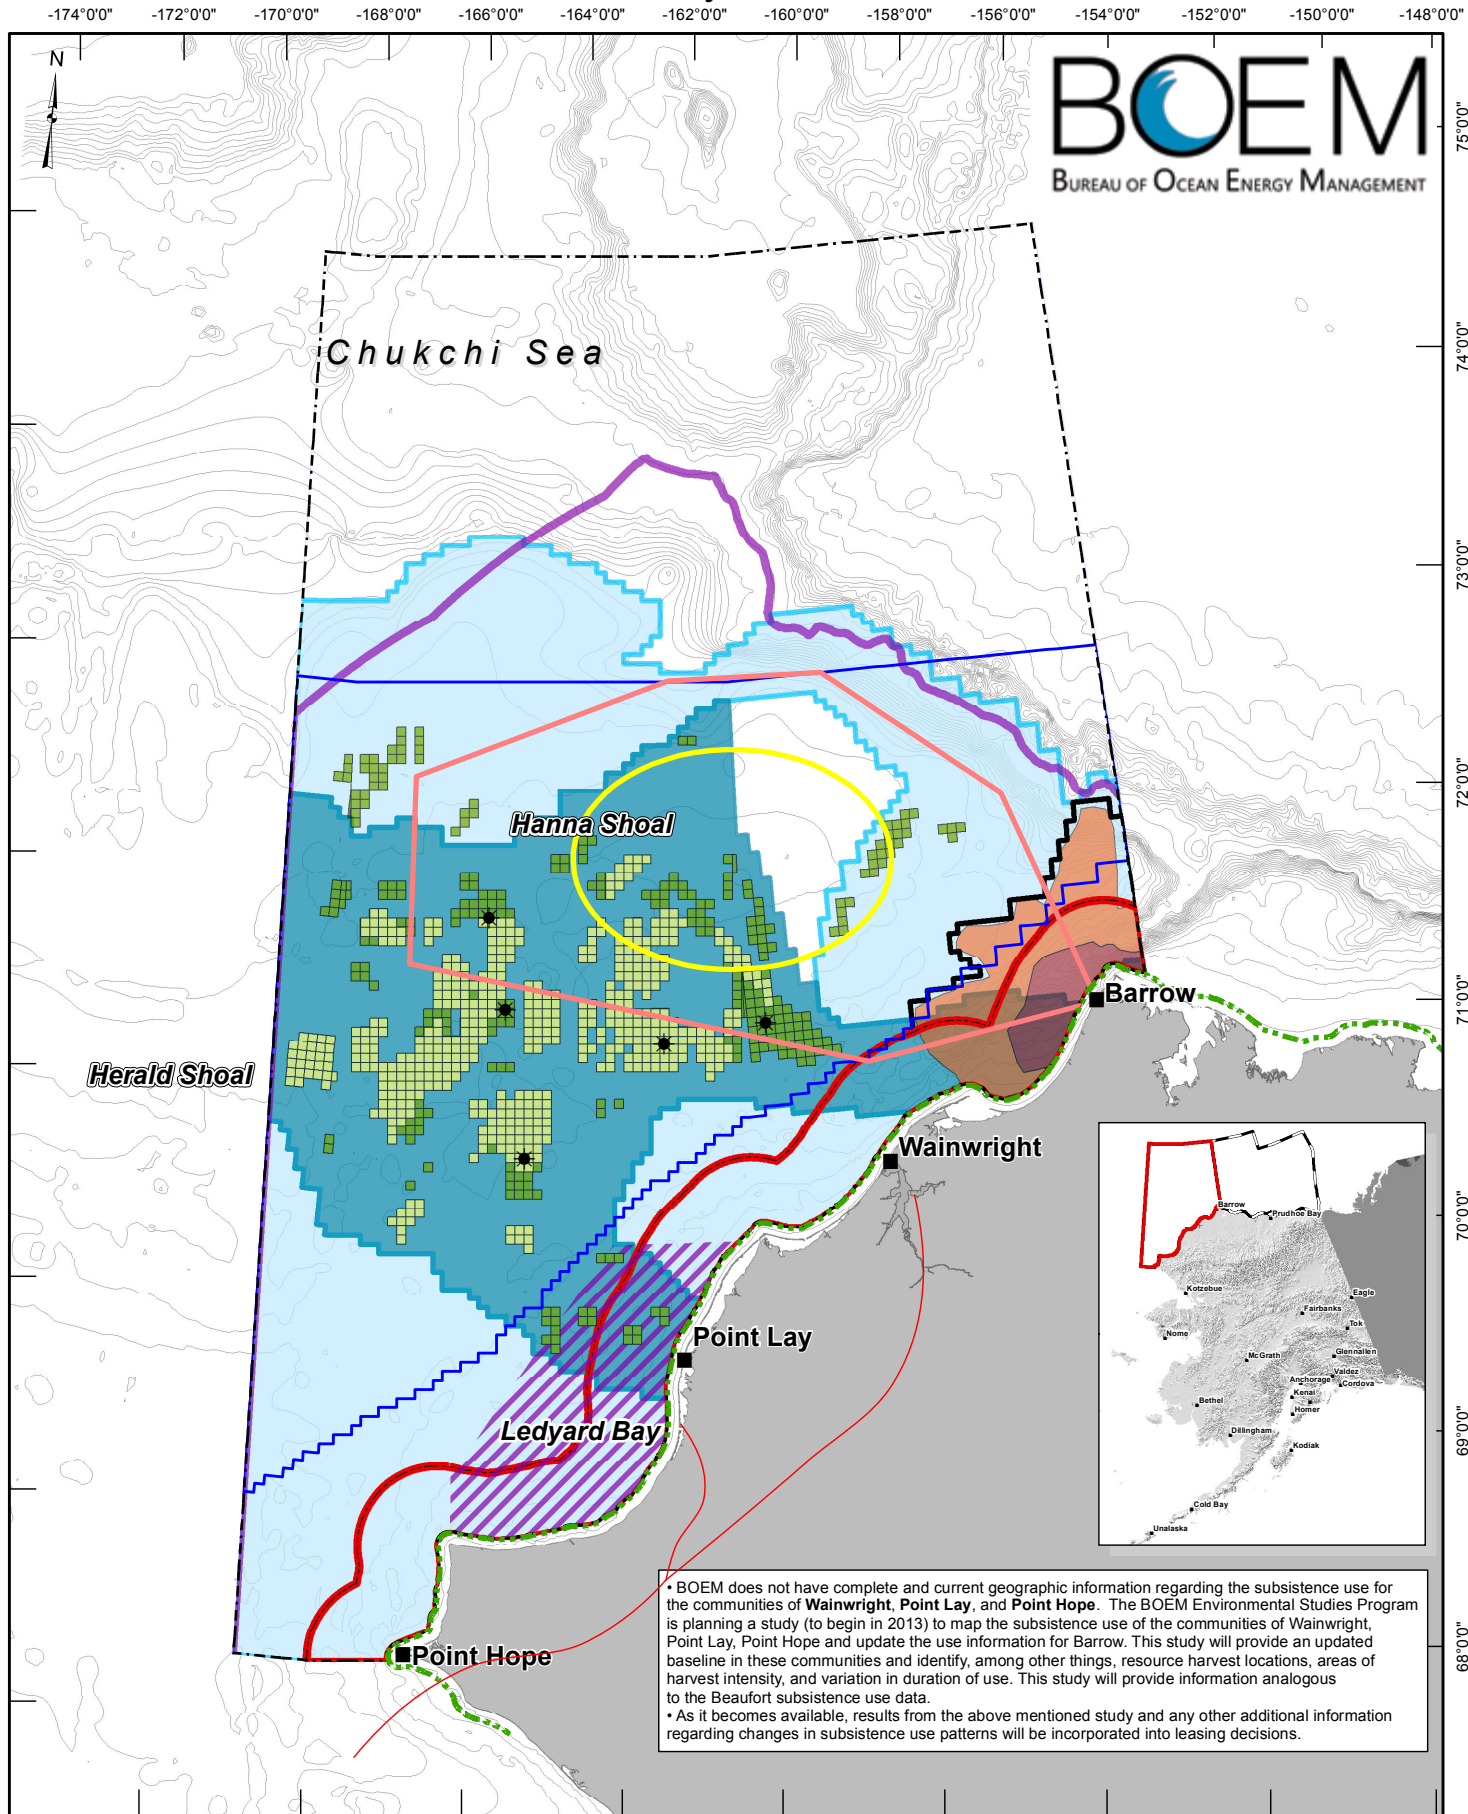 -174°0'0" -172°0'0" -170°0'0" -168°0'0" -166°0'0" -164°0'0" -162°0'0" -160°0'0" -158°0'0" -156°0'0" -154°0'0" -152°0'0" -150°0'0" -148°0'0"
N
BOEM
BUREAU OF OCEAN ENERGY MANAGEMENT
75°0'0"
74°0'0"
73°0'0"
72°0'0"
71°0'0"
70°0'0"
69°0'0"
68°0'0"
Chukchi Sea
Hanna Shoal
Barrow
Herald Shoal
Wainwright
Point Lay
Ledyard Bay
Point Hope
Barrow
Prudhoe Bay
Kotzebue
Eagle
Fairbanks
Nome
Tok
McGrath
Glennallen
Valdez
Anchorage
Cordova
Kenai
Bethel
Homer
Dillingham
Kodiak
Cold Bay
Unalaska
• BOEM does not have complete and current geographic information regarding the subsistence use for
the communities of Wainwright, Point Lay, and Point Hope. The BOEM Environmental Studies Program
is planning a study (to begin in 2013) to map the subsistence use of the communities of Wainwright,
Point Lay, Point Hope and update the use information for Barrow. This study will provide an updated
baseline in these communities and identify, among other things, resource harvest locations, areas of
harvest intensity, and variation in duration of use. This study will provide information analogous
to the Beaufort subsistence use data.
• As it becomes available, results from the above mentioned study and any other additional information
regarding changes in subsistence use patterns will be incorporated into leasing decisions.